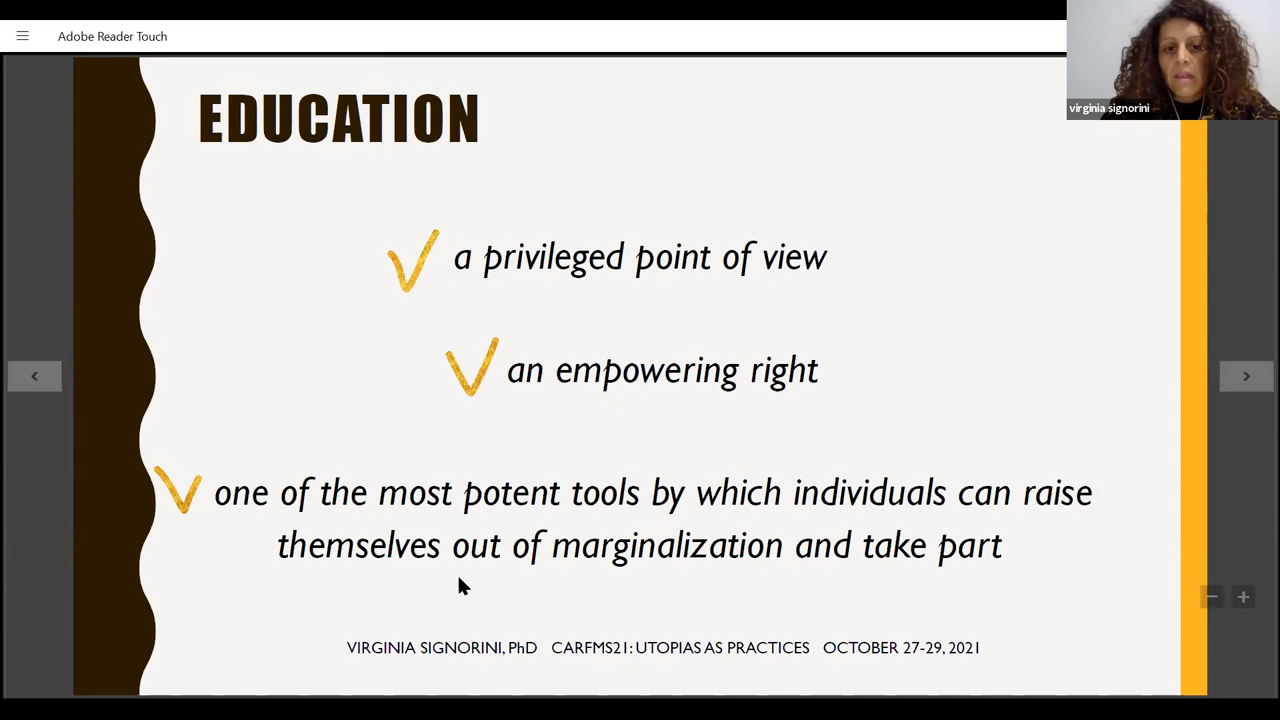 Adobe Reader Touch
virginia signorini
EDUCATION
a privileged point of view
an empowering right
one of the most potent tools by which individuals can raise
themselves out of marginalization and take part
VIRGINIA SIGNORINI, PhD CARFMS21: UTOPIAS AS PRACTICES OCTOBER 27-29, 2021